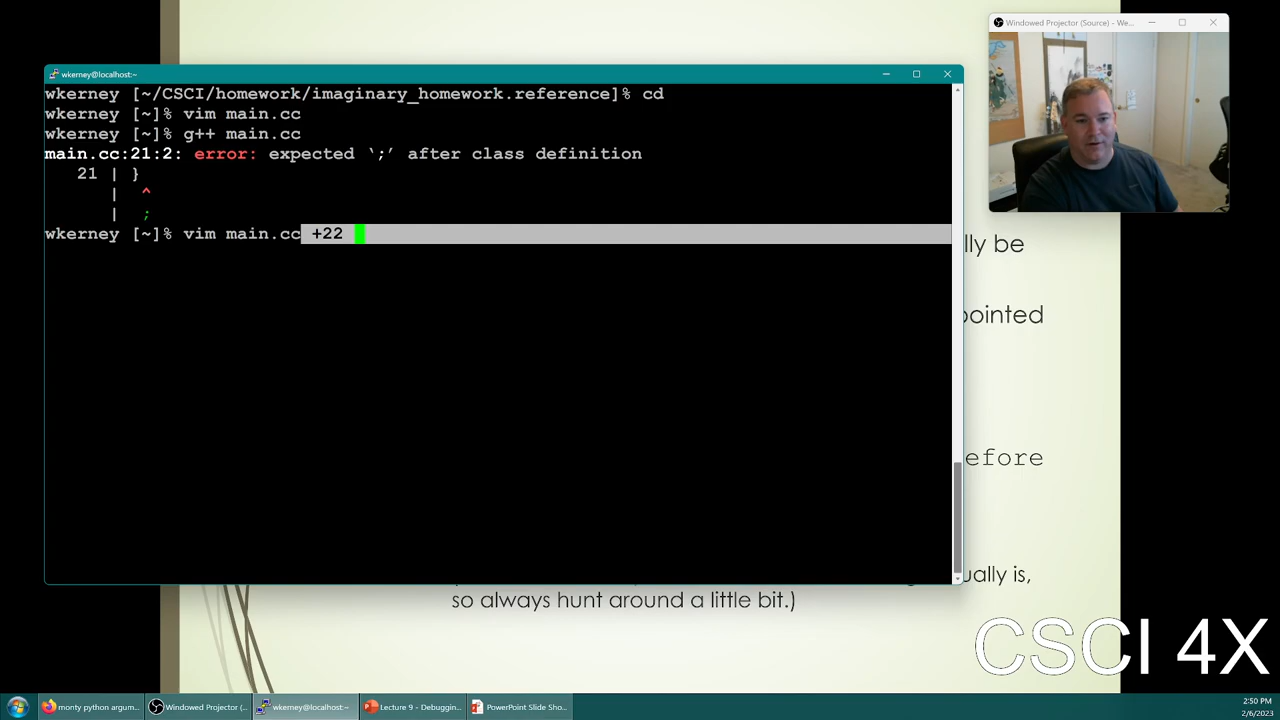 Windowed Projector (Source) - We...
wkerney@localhost:~
wkerney [~/CSCI/homework/imaginary_homework.reference]% cd
wkerney [~]% vim main.cc
wkerney [~]% g++ main.cc
main.cc:21:2: error: expected ‘;’ after class definition
21 | }
| ^
| ;
wkerney [~]% vim main.cc +22
lly be
pointed
efore
ually is,
so always hunt around a little bit.)
CSCI 4X
monty python argum...
Windowed Projector (...
wkerney@localhost:~
Lecture 9 - Debuggin...
PowerPoint Slide Sho...
2:50 PM
2/6/2023